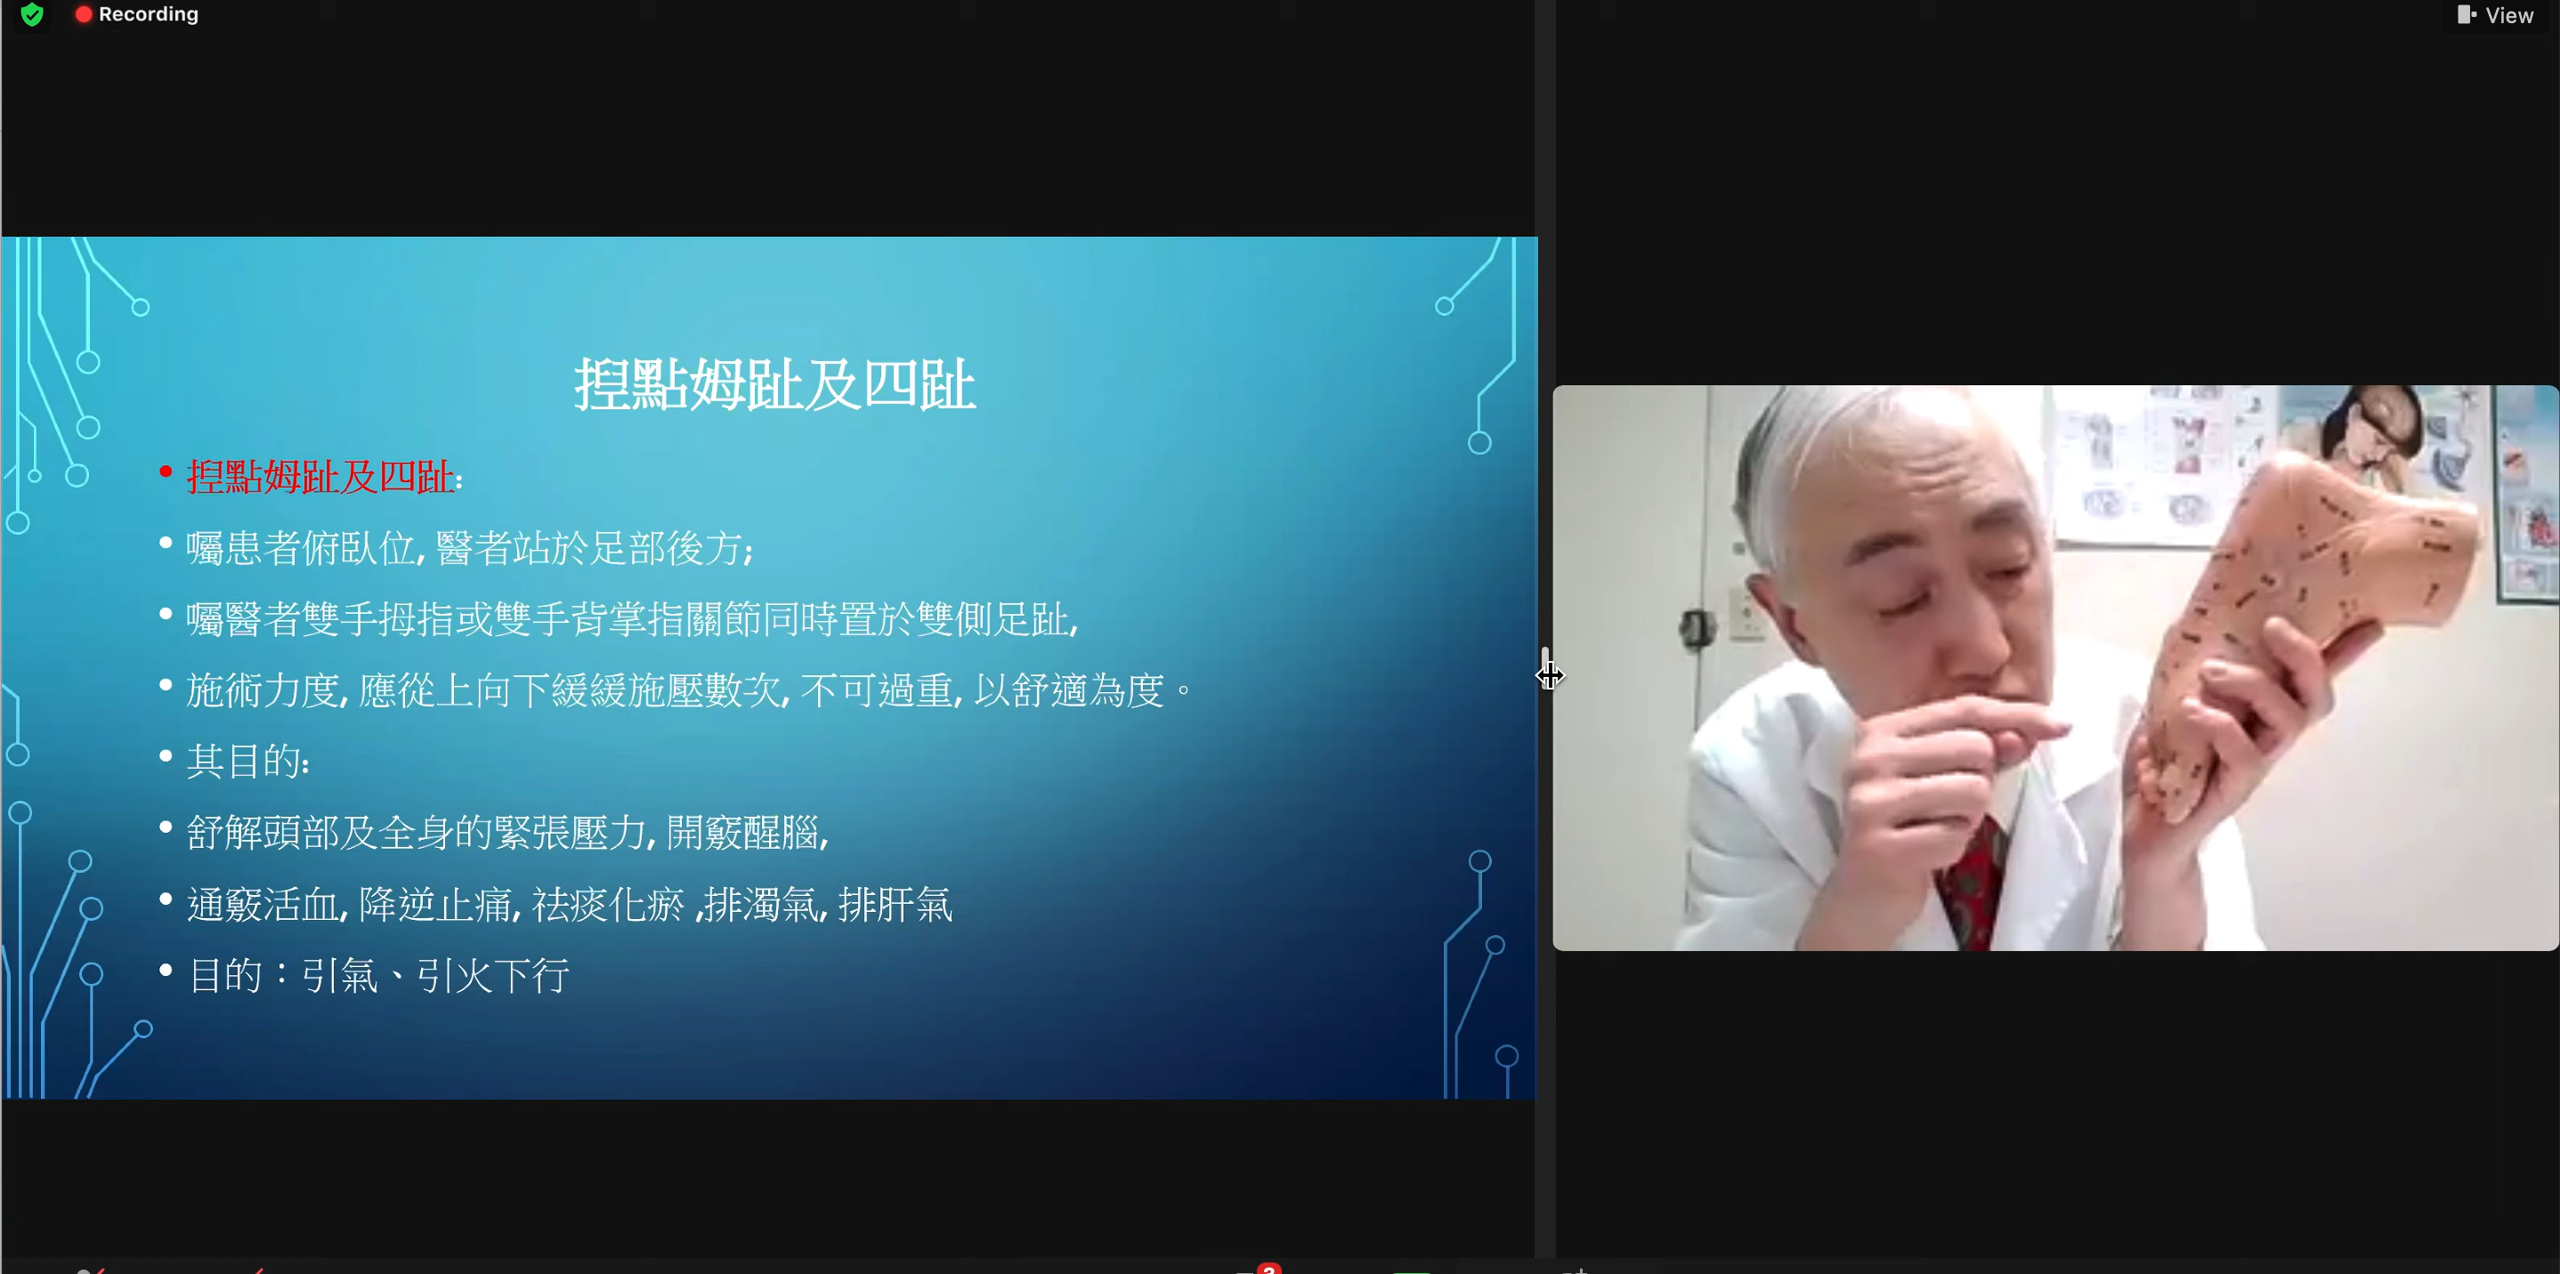 Recording
View
揑點姆趾及四趾
• 揑點姆趾及四趾:
• 囑患者俯臥位, 醫者站於足部後方;
• 囑醫者雙手拇指或雙手背掌指關節同時置於雙側足趾,
• 施術力度, 應從上向下緩緩施壓數次, 不可過重, 以舒適為度。
• 其目的:
• 舒解頭部及全身的緊張壓力, 開竅醒腦,
• 通竅活血, 降逆止痛, 祛痰化瘀 ,排濁氣, 排肝氣
• 目的：引氣、引火下行